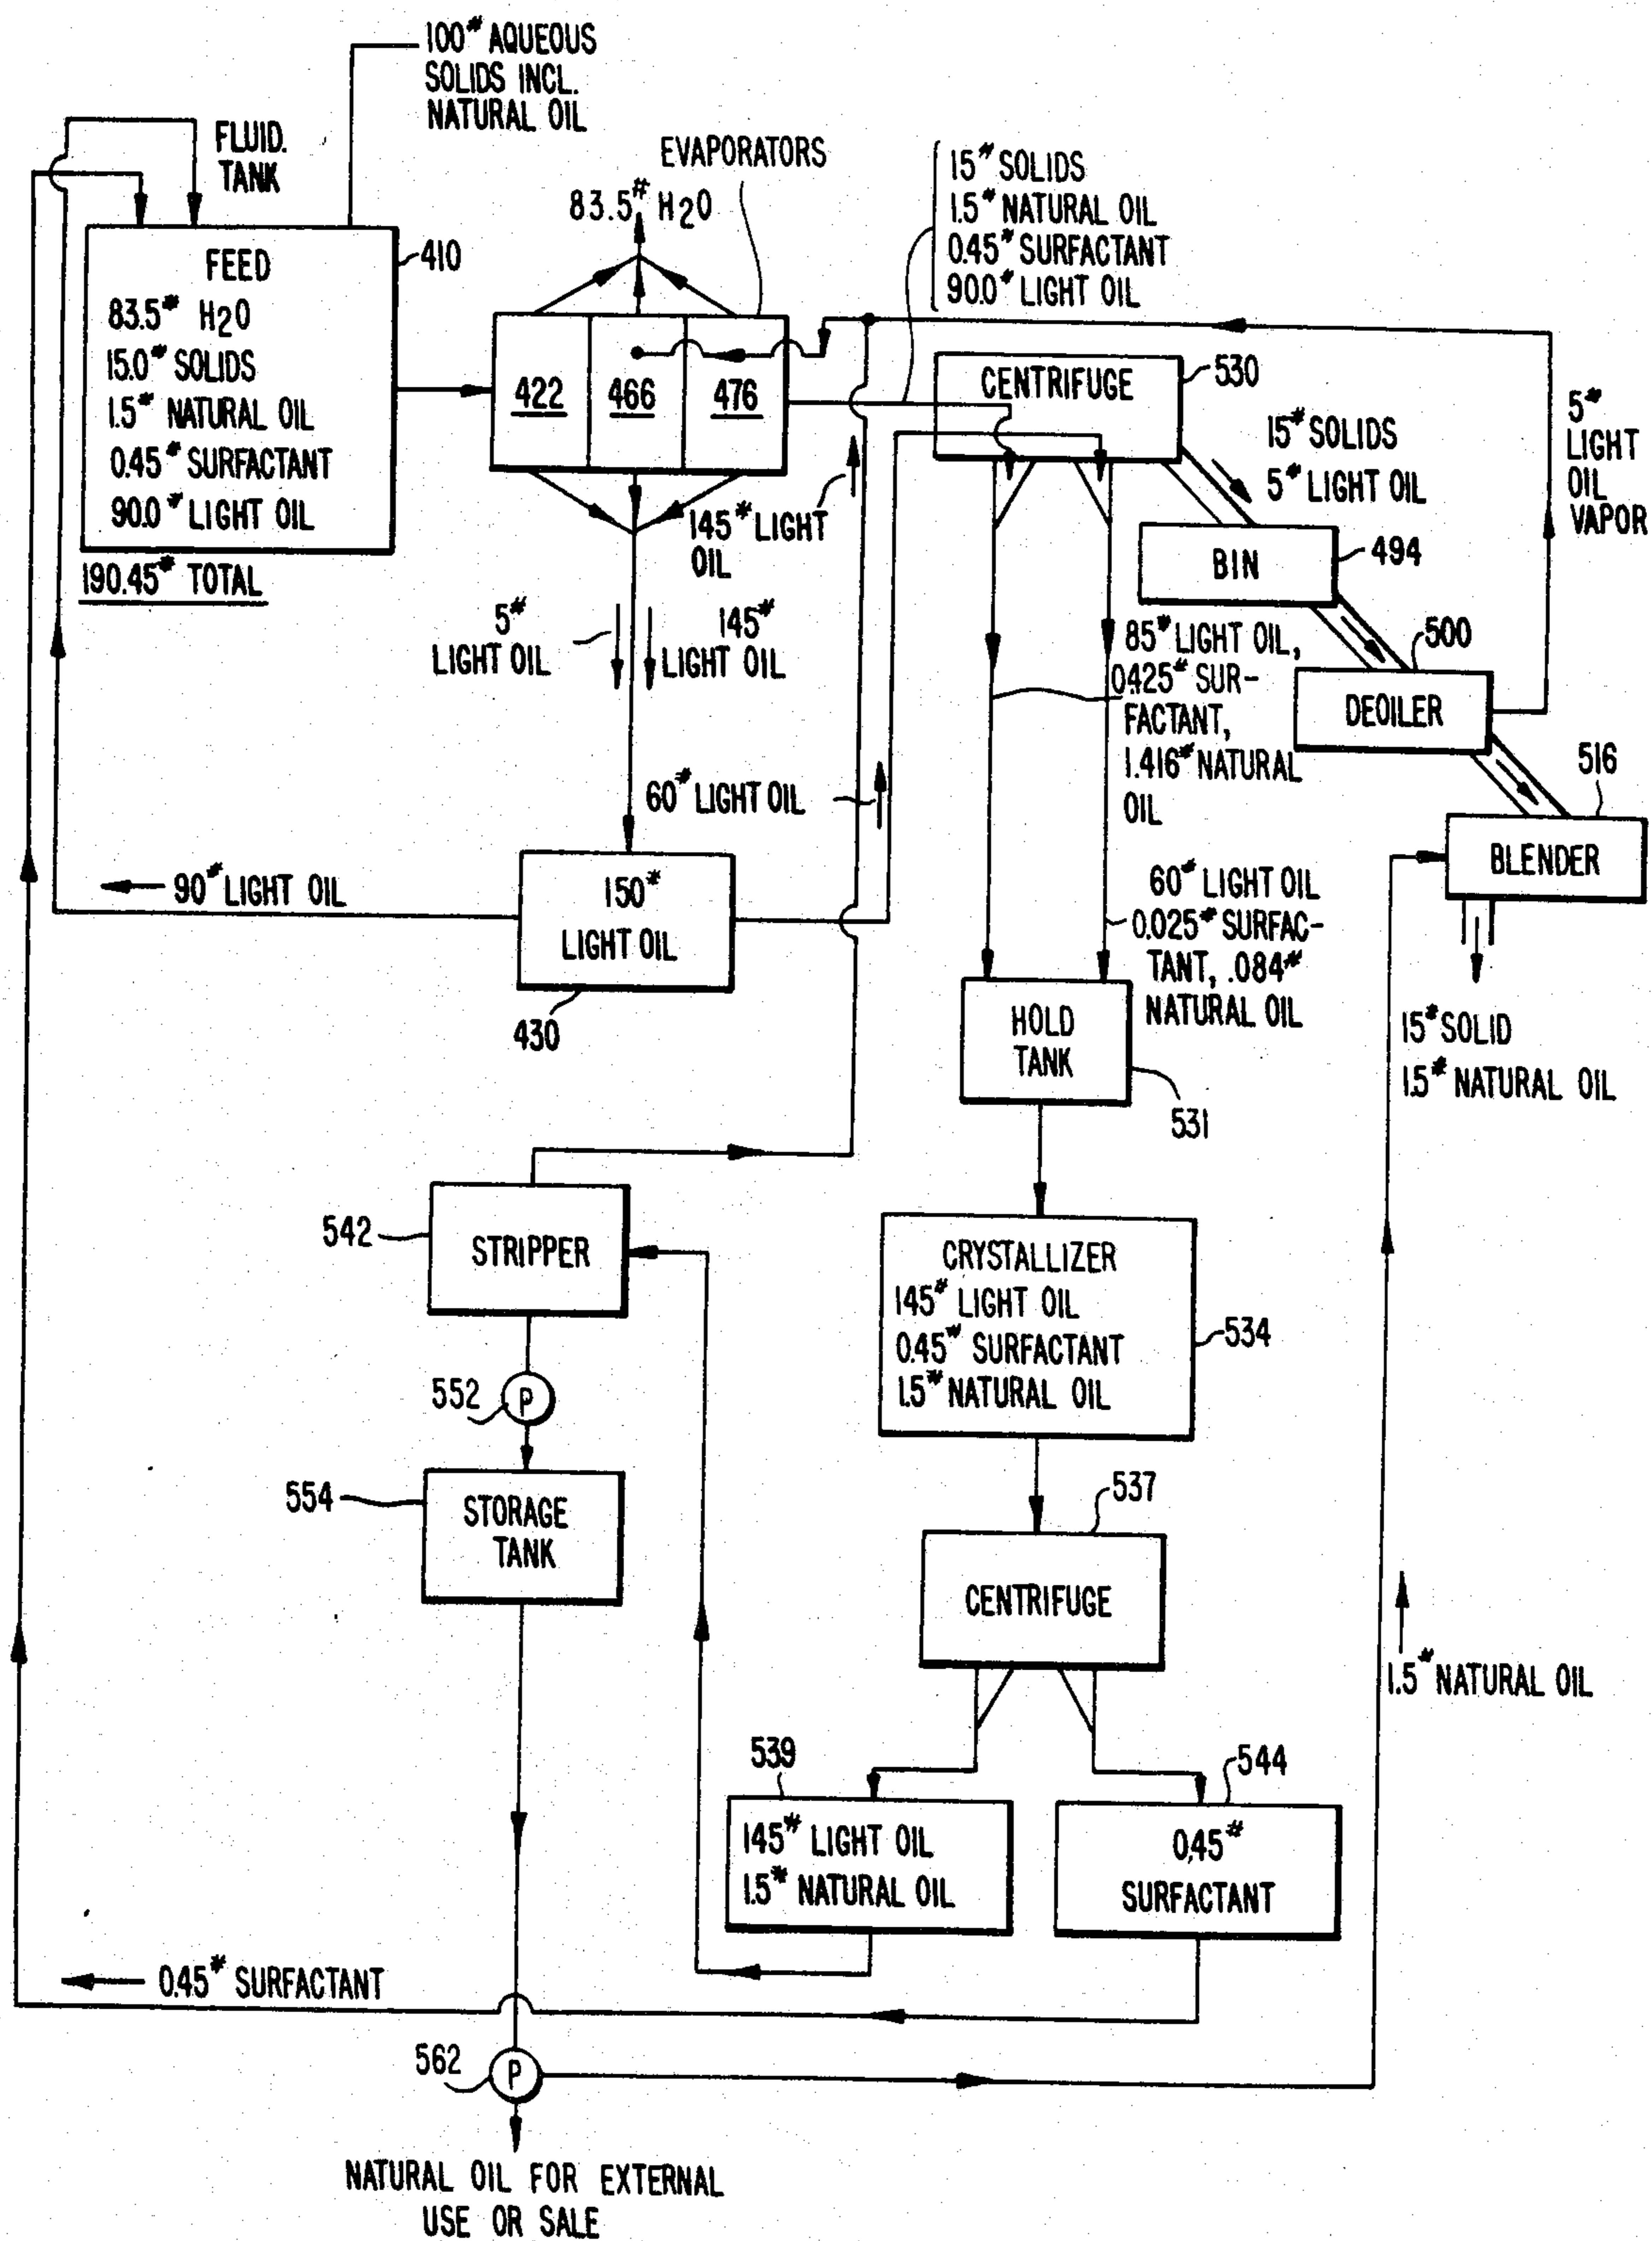 100# AQUEOUS
SOLIDS INCL.
NATURAL OIL
FLUID.
TANK
EVAPORATORS
83.5# H2O
15# SOLIDS
1.5# NATURAL OIL
0.45# SURFACTANT
90.0# LIGHT OIL
FEED
410
83.5# H2O
15.0# SOLIDS
1.5# NATURAL OIL
0.45# SURFACTANT
90.0# LIGHT OIL
190.45# TOTAL
422
466
476
CENTRIFUGE
530
15# SOLIDS
5# LIGHT OIL
5#
LIGHT
OIL
VAPOR
145# LIGHT
OIL
BIN
494
5#
LIGHT OIL
145#
LIGHT OIL
85# LIGHT OIL,
0.425# SUR-
FACTANT,
1.416# NATURAL
OIL
500
DEOILER
516
BLENDER
60# LIGHT OIL
90# LIGHT OIL
150#
LIGHT OIL
430
60# LIGHT OIL
0.025# SURFAC-
TANT, .084#
NATURAL OIL
15# SOLID
1.5# NATURAL OIL
HOLD
TANK
531
542
STRIPPER
CRYSTALLIZER
145# LIGHT OIL
0.45# SURFACTANT
1.5# NATURAL OIL
534
552
P
554
STORAGE
TANK
537
CENTRIFUGE
1.5# NATURAL OIL
539
145# LIGHT OIL
1.5# NATURAL OIL
544
0.45#
SURFACTANT
0.45# SURFACTANT
562
P
NATURAL OIL FOR EXTERNAL
USE OR SALE